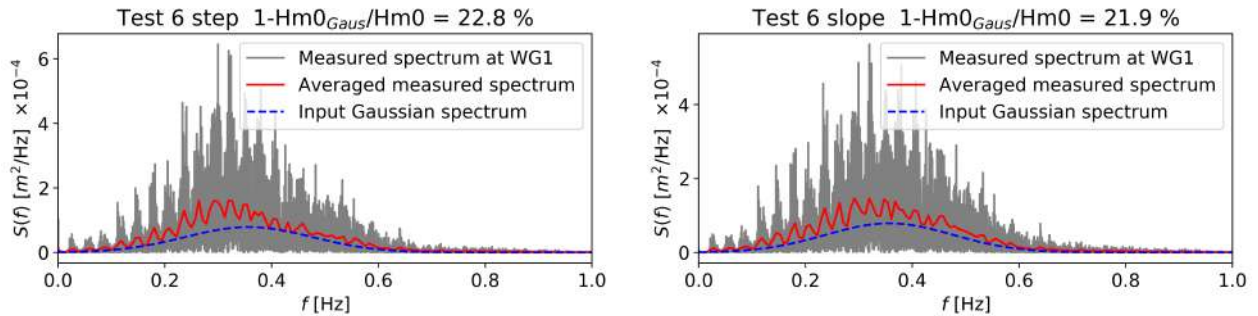 Test 6 step 1-Hm0_Gaus/Hm0 = 22.8 %
S(f) [m²/Hz] ×10⁻⁴
6
4
2
0
Measured spectrum at WG1
Averaged measured spectrum
Input Gaussian spectrum
0.0 0.2 0.4 0.6 0.8 1.0
f [Hz]
Test 6 slope 1-Hm0_Gaus/Hm0 = 21.9 %
S(f) [m²/Hz] ×10⁻⁴
4
2
0
Measured spectrum at WG1
Averaged measured spectrum
Input Gaussian spectrum
0.0 0.2 0.4 0.6 0.8 1.0
f [Hz]